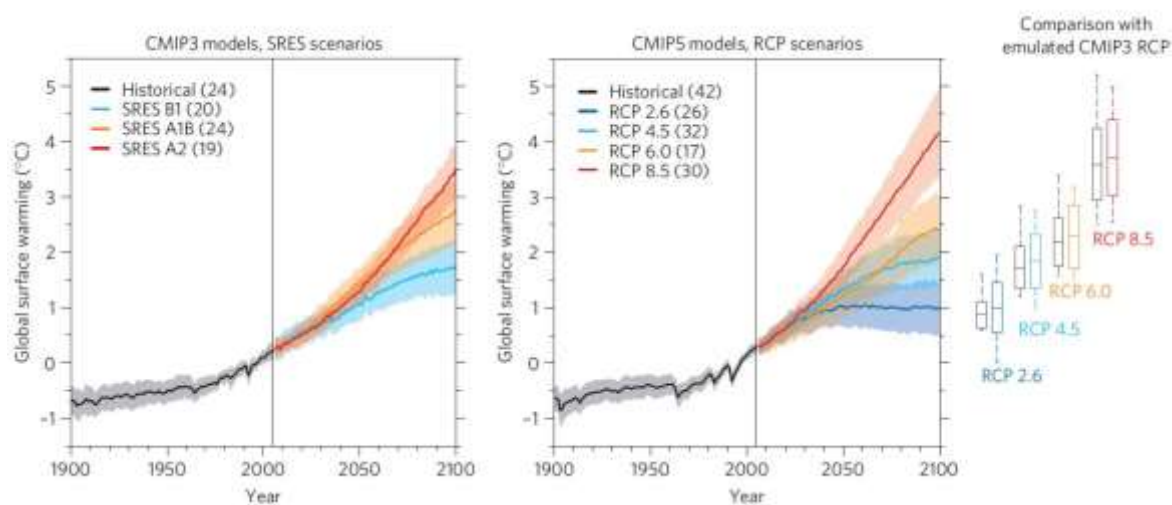 CMIP3 models, SRES scenarios
Global surface warming (°C)
5
4
3
2
1
0
−1
Historical (24)
SRES B1 (20)
SRES A1B (24)
SRES A2 (19)
1900
1950
2000
2050
2100
Year
CMIP5 models, RCP scenarios
Global surface warming (°C)
5
4
3
2
1
0
−1
Historical (42)
RCP 2.6 (26)
RCP 4.5 (32)
RCP 6.0 (17)
RCP 8.5 (30)
1900
1950
2000
2050
2100
Year
Comparison with
emulated CMIP3 RCP
RCP 8.5
RCP 6.0
RCP 4.5
RCP 2.6